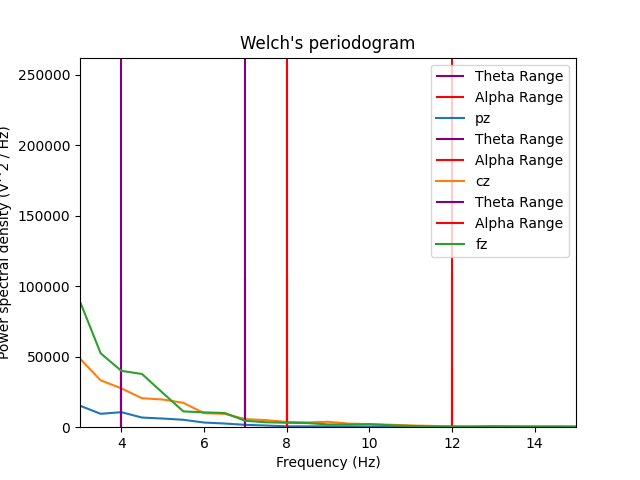 Welch's periodogram
Power spectral density (V**2 / Hz)
250000
200000
150000
100000
50000
0
4
6
8
10
12
14
Frequency (Hz)
Theta Range
Alpha Range
pz
Theta Range
Alpha Range
cz
Theta Range
Alpha Range
fz